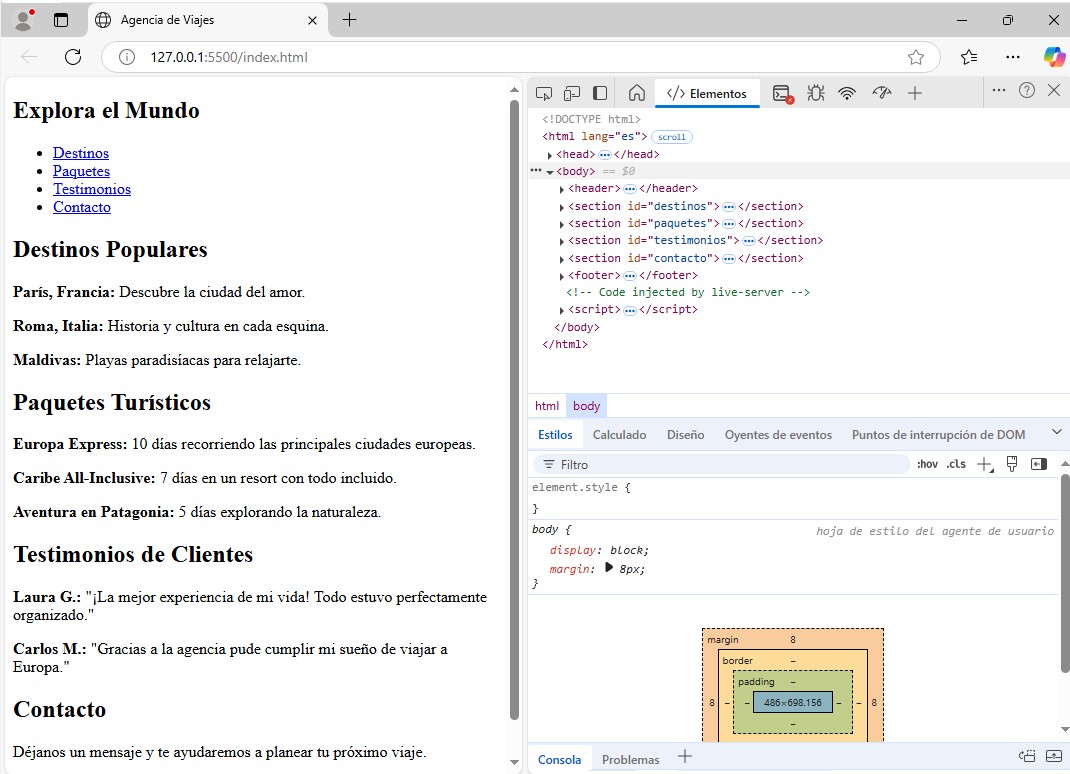 Agencia de Viajes
127.0.0.1:5500/index.html
Explora el Mundo
Destinos
Paquetes
Testimonios
Contacto
Destinos Populares
París, Francia: Descubre la ciudad del amor.
Roma, Italia: Historia y cultura en cada esquina.
Maldivas: Playas paradisíacas para relajarte.
Paquetes Turísticos
Europa Express: 10 días recorriendo las principales ciudades europeas.
Caribe All-Inclusive: 7 días en un resort con todo incluido.
Aventura en Patagonia: 5 días explorando la naturaleza.
Testimonios de Clientes
Laura G.: "¡La mejor experiencia de mi vida! Todo estuvo perfectamente
organizado."
Carlos M.: "Gracias a la agencia pude cumplir mi sueño de viajar a
Europa."
Contacto
Déjanos un mensaje y te ayudaremos a planear tu próximo viaje.
</> Elementos
<!DOCTYPE html>
<html lang="es"> scroll
<head> ••• </head>
••• <body> == $0
<header> ••• </header>
<section id="destinos"> ••• </section>
<section id="paquetes"> ••• </section>
<section id="testimonios"> ••• </section>
<section id="contacto"> ••• </section>
<footer> ••• </footer>
<!-- Code injected by live-server -->
<script> ••• </script>
</body>
</html>
html body
Estilos Calculado Diseño Oyentes de eventos Puntos de interrupción de DOM
Filtro :hov .cls
element.style {
}
body { hoja de estilo del agente de usuario
display: block;
margin: 8px;
}
margin 8
border –
padding –
8 – – 486×698.156 – – 8
–
Consola Problemas